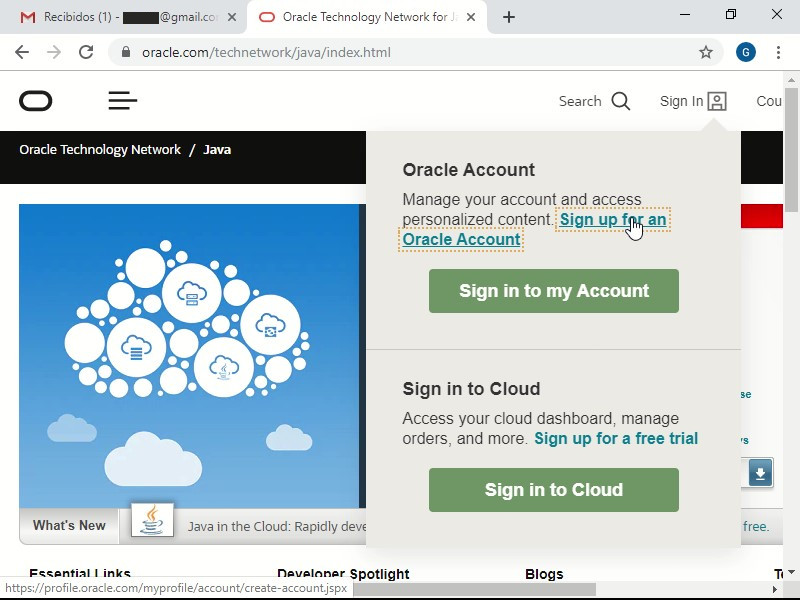 Recibidos (1) - @gmail.co
Oracle Technology Network for Ja
oracle.com/technetwork/java/index.html
G
Search
Sign In
Cou
Oracle Technology Network / Java
Oracle Account
Manage your account and access
personalized content. Sign up for an
Oracle Account
Sign in to my Account
Sign in to Cloud
Access your cloud dashboard, manage
orders, and more. Sign up for a free trial
Sign in to Cloud
se
vs
What's New
Java in the Cloud: Rapidly deve
free.
Essential Links
Developer Spotlight
Blogs
https://profile.oracle.com/myprofile/account/create-account.jspx